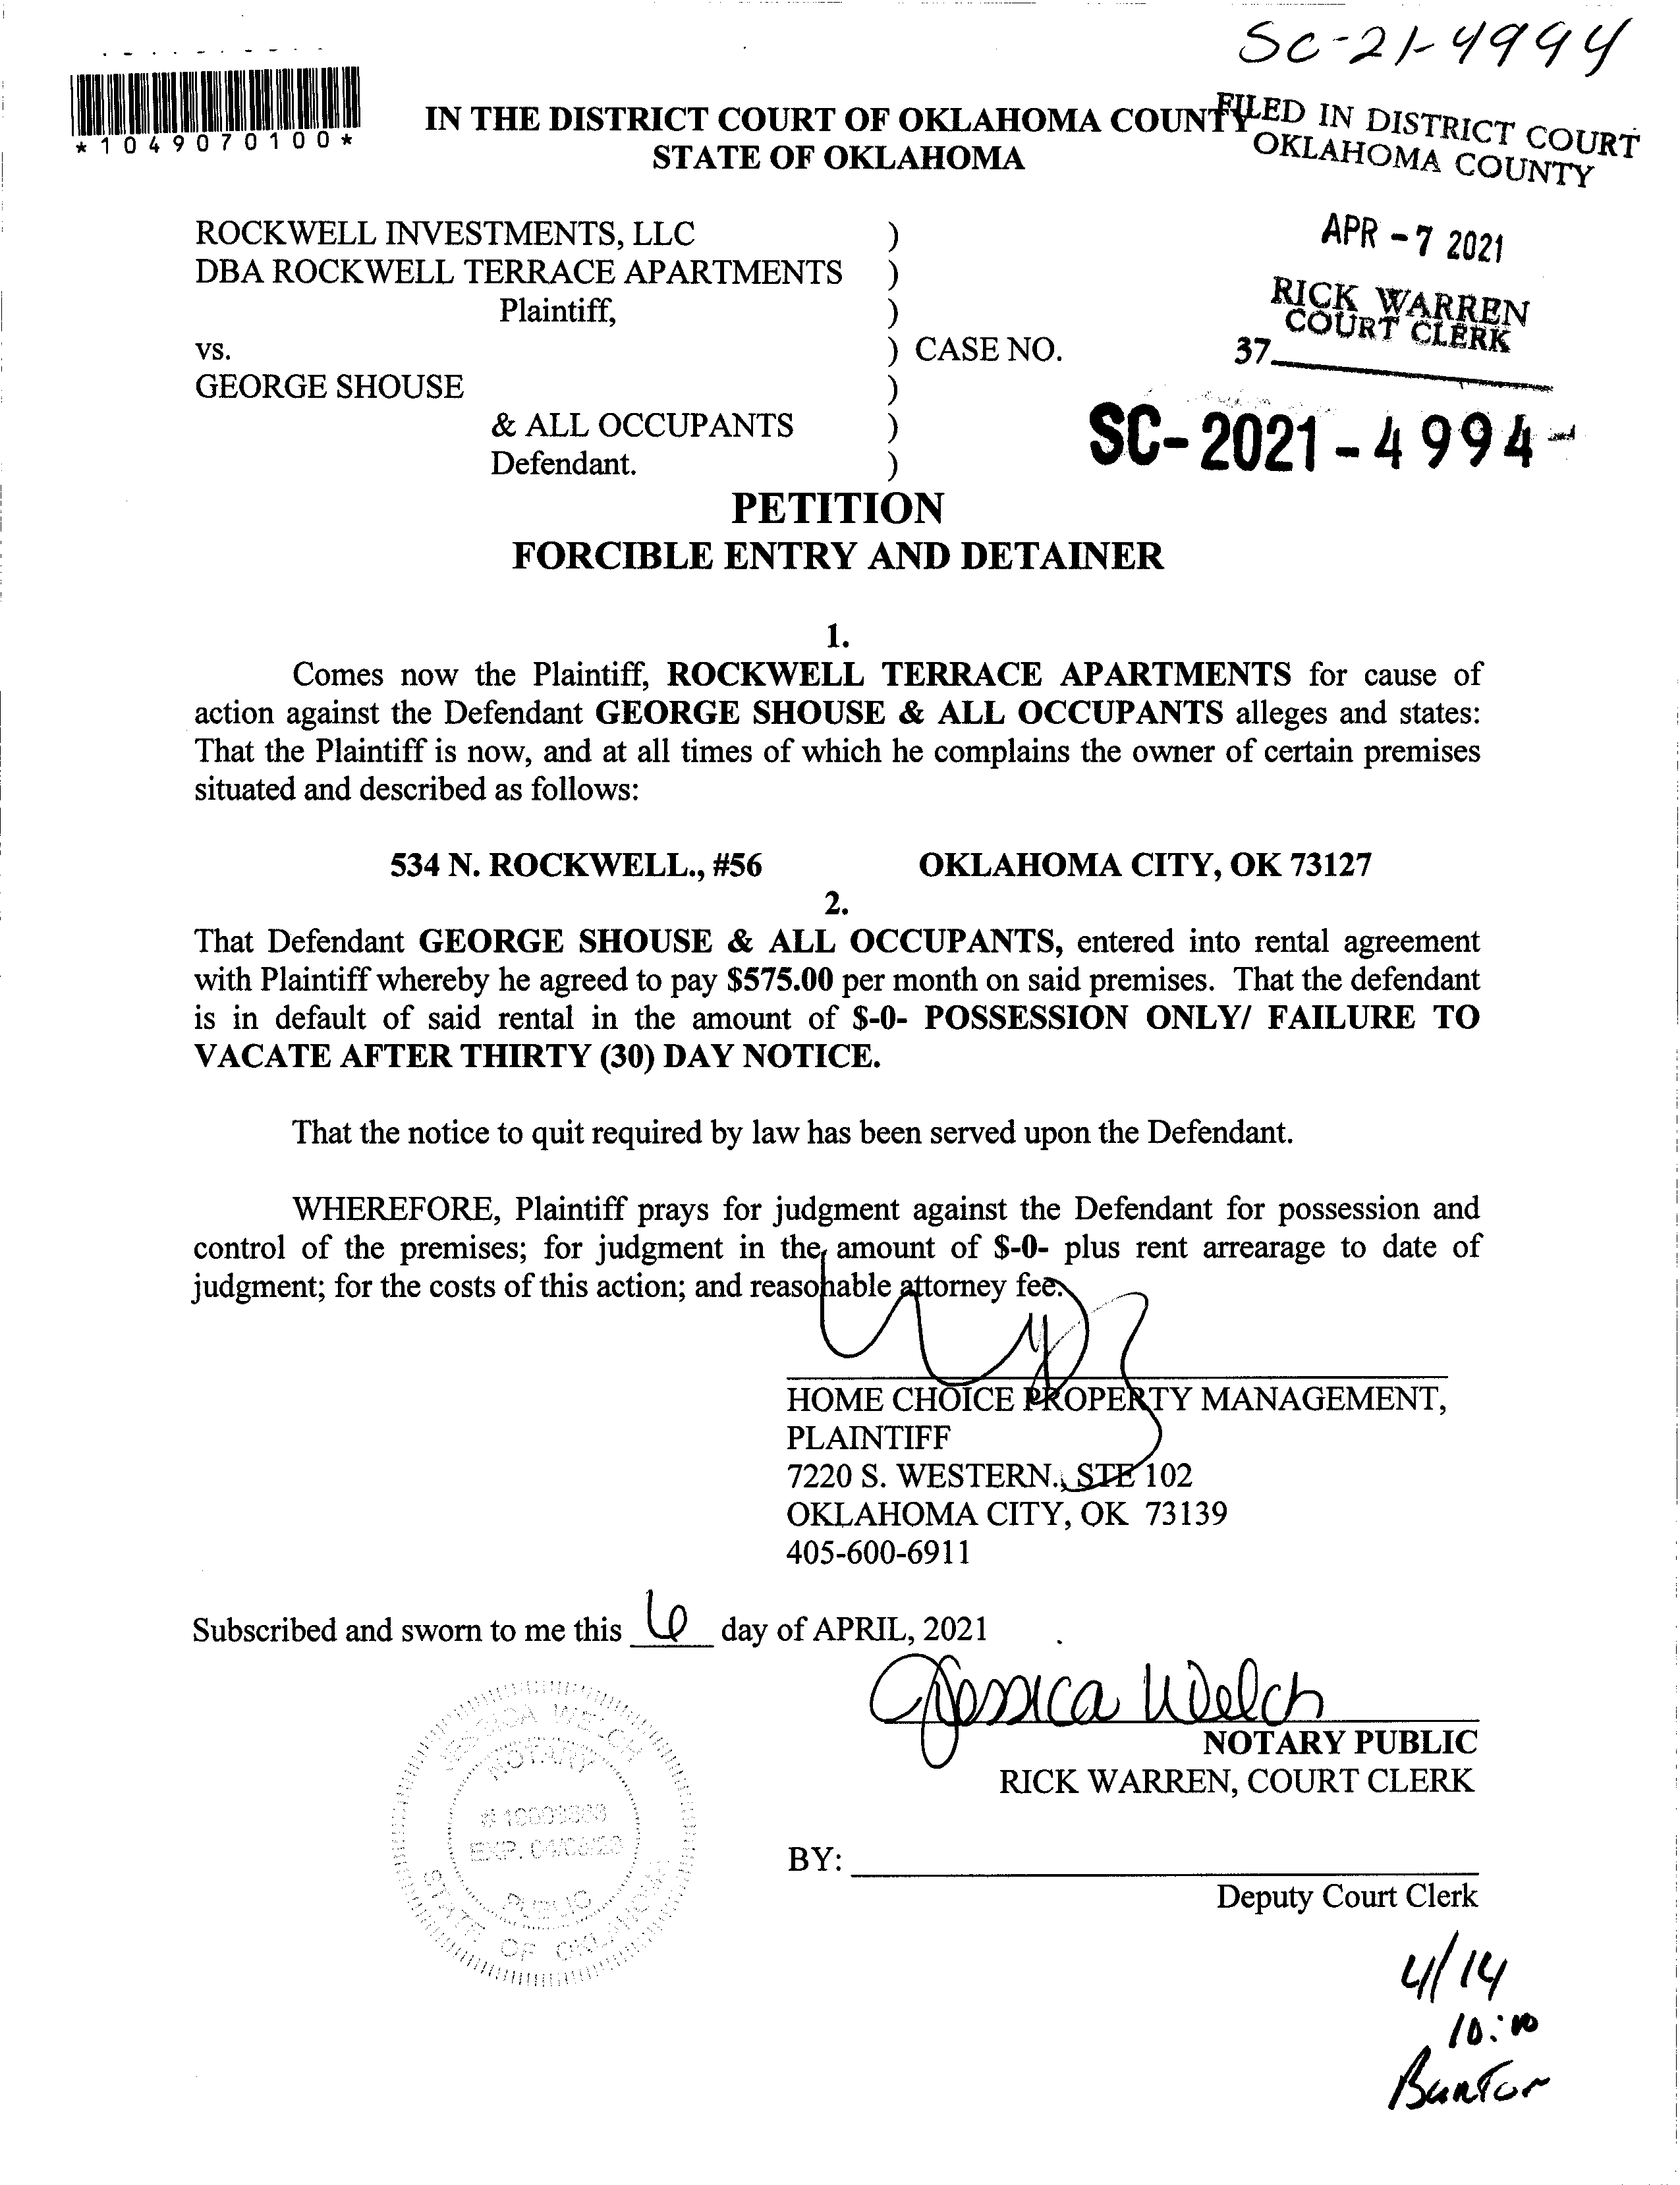 SC-21-4994
*1049070100*
IN THE DISTRICT COURT OF OKLAHOMA COUNTY
STATE OF OKLAHOMA
FILED IN DISTRICT COURT
OKLAHOMA COUNTY
APR -7 2021
RICK WARREN
COURT CLERK
37
ROCKWELL INVESTMENTS, LLC )
DBA ROCKWELL TERRACE APARTMENTS )
Plaintiff, )
vs. ) CASE NO.
GEORGE SHOUSE )
& ALL OCCUPANTS )
Defendant. )
SC-2021-4994-
PETITION
FORCIBLE ENTRY AND DETAINER
1.
Comes now the Plaintiff, ROCKWELL TERRACE APARTMENTS for cause of
action against the Defendant GEORGE SHOUSE & ALL OCCUPANTS alleges and states:
That the Plaintiff is now, and at all times of which he complains the owner of certain premises
situated and described as follows:
534 N. ROCKWELL., #56 OKLAHOMA CITY, OK 73127
2.
That Defendant GEORGE SHOUSE & ALL OCCUPANTS, entered into rental agreement
with Plaintiff whereby he agreed to pay $575.00 per month on said premises. That the defendant
is in default of said rental in the amount of $-0- POSSESSION ONLY/ FAILURE TO
VACATE AFTER THIRTY (30) DAY NOTICE.
That the notice to quit required by law has been served upon the Defendant.
WHEREFORE, Plaintiff prays for judgment against the Defendant for possession and
control of the premises; for judgment in the amount of $-0- plus rent arrearage to date of
judgment; for the costs of this action; and reasonable attorney fee.
HOME CHOICE PROPERTY MANAGEMENT,
PLAINTIFF
7220 S. WESTERN., STE 102
OKLAHOMA CITY, OK 73139
405-600-6911
Subscribed and sworn to me this 6 day of APRIL, 2021
Jessica Welch
NOTARY PUBLIC
RICK WARREN, COURT CLERK
JESSICA WELCH
NOTARY
EXP.
PUBLIC
STATE OF OKLAHOMA
BY:
Deputy Court Clerk
4/14
10:00
Buntor